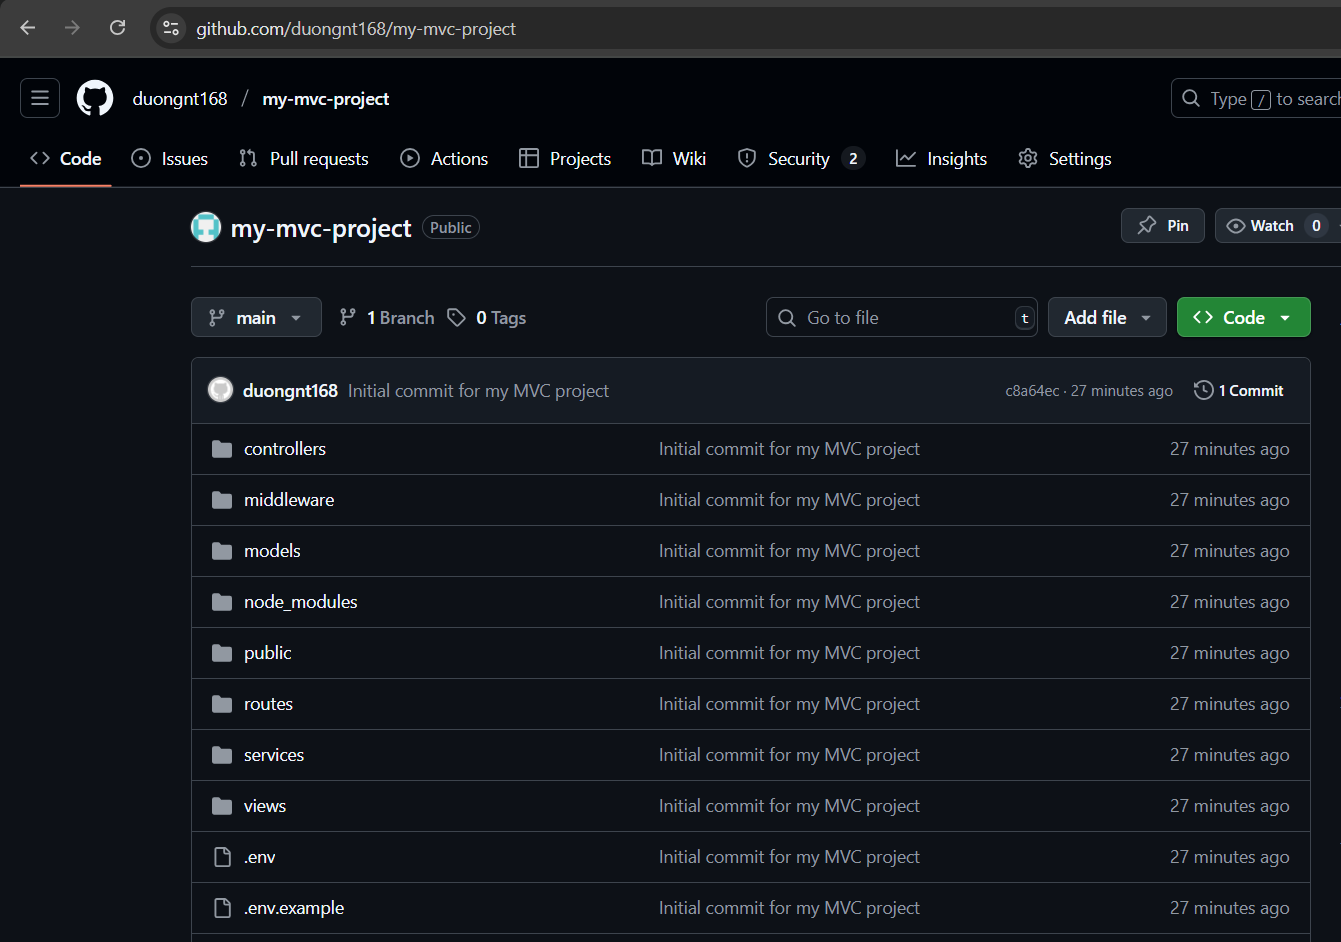 github.com/duongnt168/my-mvc-project
duongnt168 / my-mvc-project
Type / to search
Code Issues Pull requests Actions Projects Wiki Security 2 Insights Settings
my-mvc-project Public
Pin Watch 0
main 1 Branch 0 Tags Go to file t Add file Code
duongnt168 Initial commit for my MVC project c8a64ec · 27 minutes ago 1 Commit
controllers Initial commit for my MVC project 27 minutes ago
middleware Initial commit for my MVC project 27 minutes ago
models Initial commit for my MVC project 27 minutes ago
node_modules Initial commit for my MVC project 27 minutes ago
public Initial commit for my MVC project 27 minutes ago
routes Initial commit for my MVC project 27 minutes ago
services Initial commit for my MVC project 27 minutes ago
views Initial commit for my MVC project 27 minutes ago
.env Initial commit for my MVC project 27 minutes ago
.env.example Initial commit for my MVC project 27 minutes ago